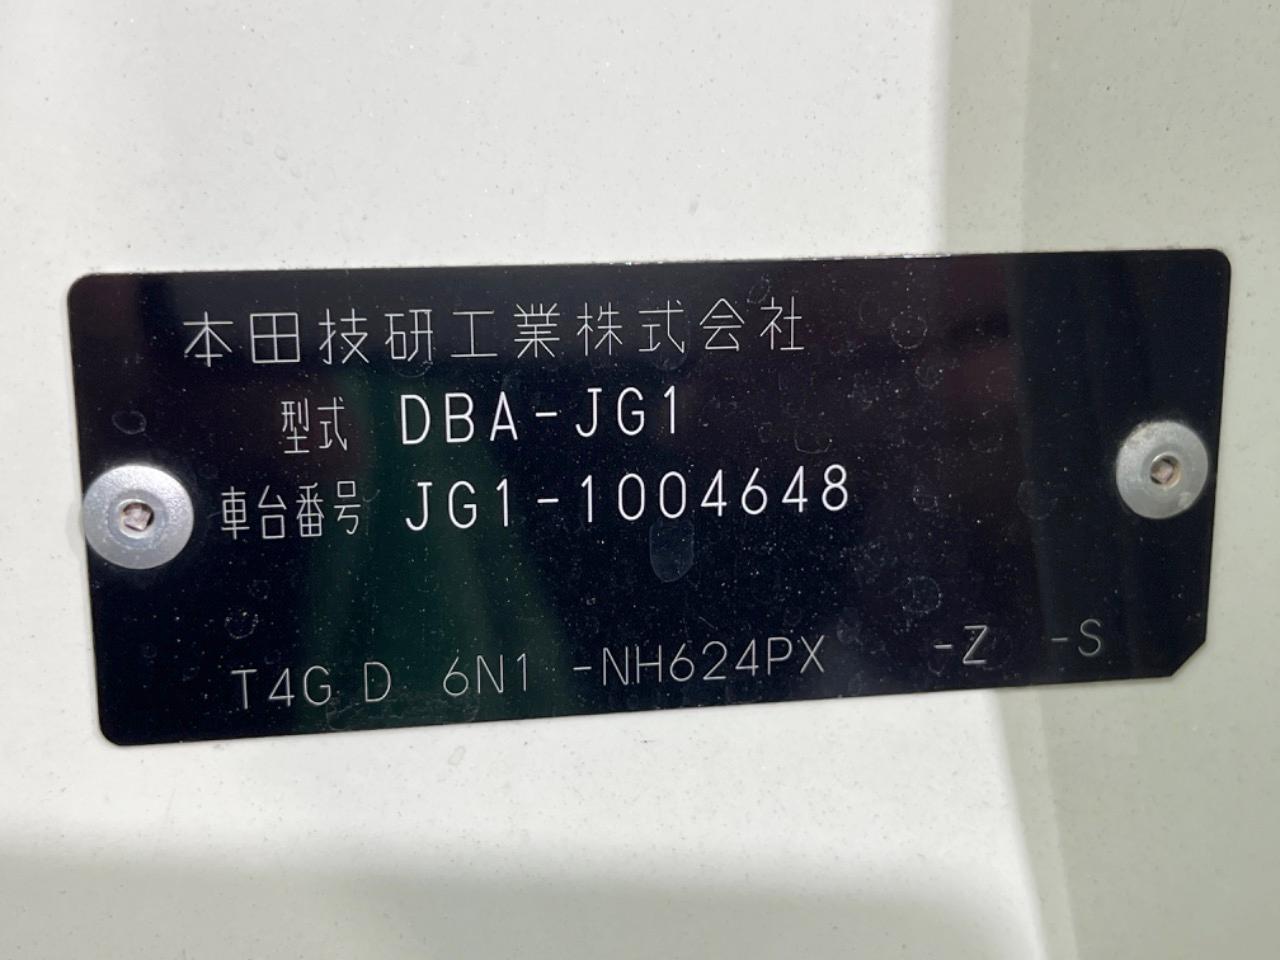 本田技研工業株式会社
型式 DBA-JG1
車台番号 JG1-1004648
T4G D 6N1 -NH624PX -Z -S